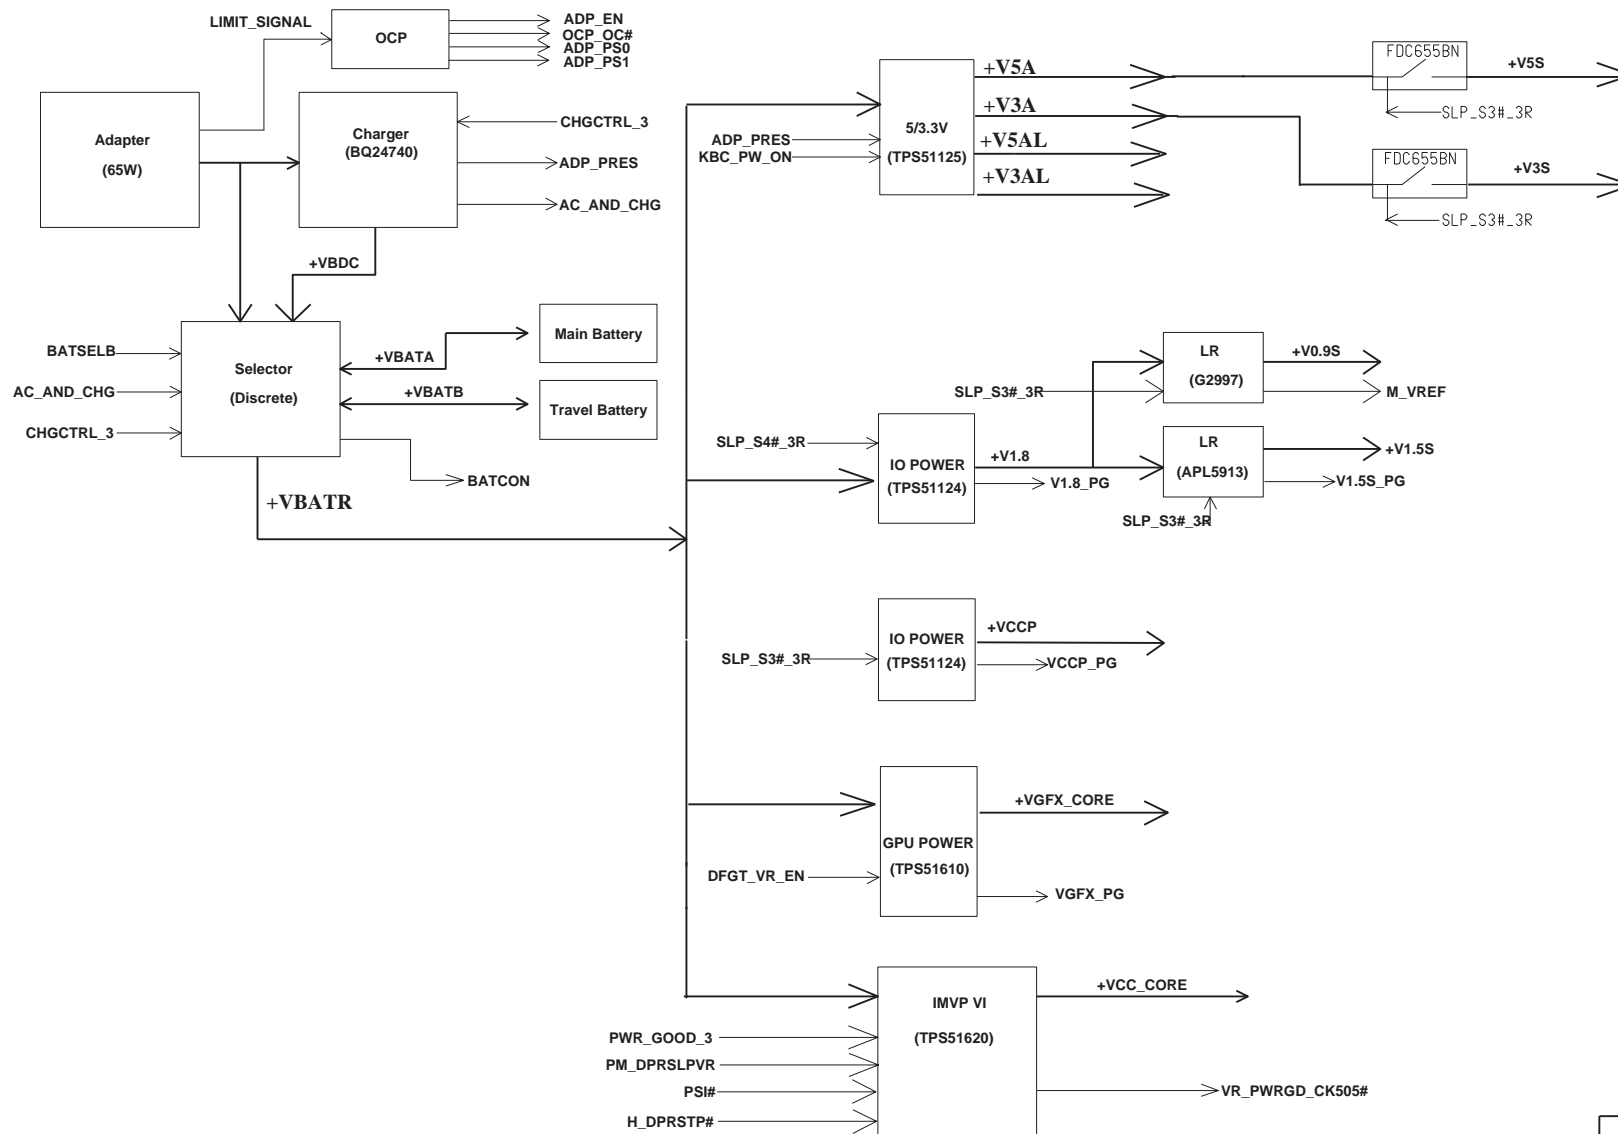 LIMIT_SIGNAL
OCP
ADP_EN
OCP_OC#
ADP_PS0
ADP_PS1
Adapter
(65W)
Charger
(BQ24740)
CHGCTRL_3
ADP_PRES
AC_AND_CHG
+VBDC
BATSELB
AC_AND_CHG
CHGCTRL_3
Selector
(Discrete)
+VBATA
+VBATB
Main Battery
Travel Battery
BATCON
+VBATR
ADP_PRES
KBC_PW_ON
5/3.3V
(TPS51125)
+V5A
+V3A
+V5AL
+V3AL
FDC655BN
+V5S
SLP_S3#_3R
FDC655BN
+V3S
SLP_S3#_3R
SLP_S4#_3R
IO POWER
(TPS51124)
+V1.8
V1.8_PG
SLP_S3#_3R
LR
(G2997)
+V0.9S
M_VREF
LR
(APL5913)
+V1.5S
V1.5S_PG
SLP_S3#_3R
SLP_S3#_3R
IO POWER
(TPS51124)
+VCCP
VCCP_PG
DFGT_VR_EN
GPU POWER
(TPS51610)
+VGFX_CORE
VGFX_PG
IMVP VI
(TPS51620)
+VCC_CORE
PWR_GOOD_3
PM_DPRSLPVR
PSI#
H_DPRSTP#
VR_PWRGD_CK505#